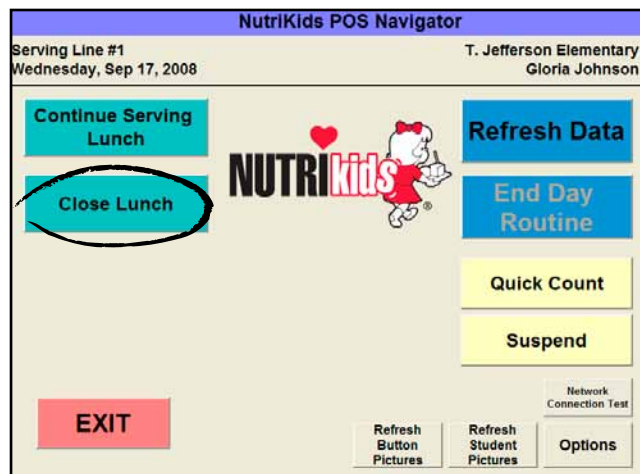 NutriKids POS Navigator
Serving Line #1
Wednesday, Sep 17, 2008
T. Jefferson Elementary
Gloria Johnson
Continue Serving
Lunch
Close Lunch
NUTRikids
®
Refresh Data
End Day
Routine
Quick Count
Suspend
Network
Connection Test
EXIT
Refresh
Button
Pictures
Refresh
Student
Pictures
Options